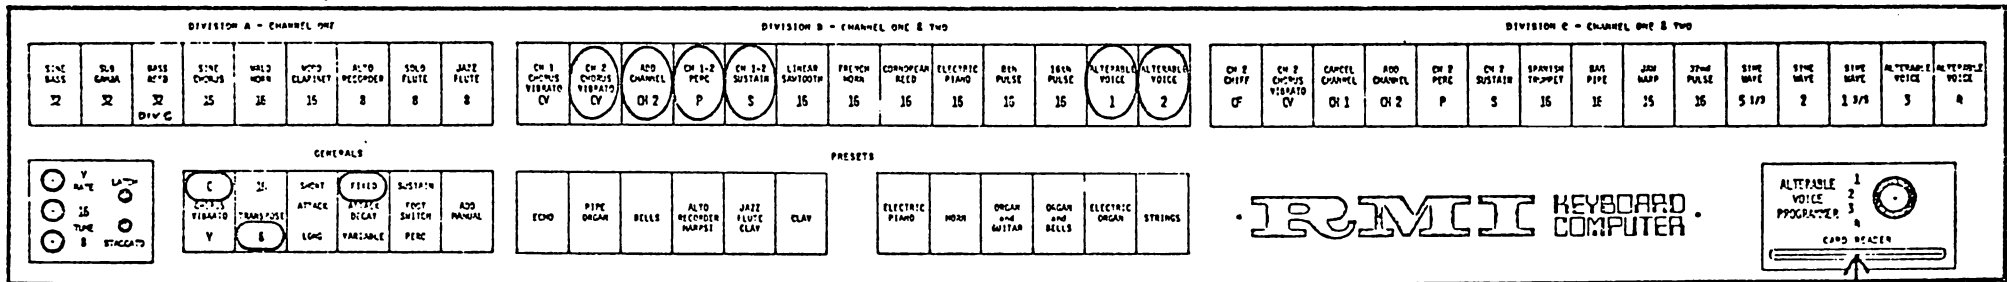 DIVISION A - CHANNEL ONE
DIVISION B - CHANNEL ONE & TWO
DIVISION C - CHANNEL ONE & TWO
SINE BASS 32
SUB GAMBA 32
BASS 32 DIV C
SINE CHORUS
HORN 16
CLARINET
ALTO RECORDER 8
SOLO FLUTE 8
JAZZ FLUTE 8
CH 1 CHORUS VIBRATO CV
CH 2 CHORUS VIBRATO CV
ADD CHANNEL CH 2
CH 1-2 PERC P
CH 1-2 SUSTAIN S
LINEAR SAWTOOTH 16
FRENCH HORN 16
CORNOPEAN REED 16
ELECTRIC PIANO 16
8th PULSE 16
16th PULSE 16
ALTERABLE VOICE 1
ALTERABLE VOICE 2
CH 2 CHIFF CF
CH 2 CHORUS VIBRATO CV
CANCEL CHANNEL CH 1
ADD CHANNEL CH 2
CH 2 PERC P
CH 2 SUSTAIN S
SPANISH TRUMPET 16
BAG PIPE 16
JAW HARP
32nd PULSE 16
SINE WAVE 5 1/3
SINE WAVE 2
SINE WAVE 1 3/5
ALTERABLE VOICE 3
ALTERABLE VOICE 4
GENERALS
PRESETS
V RATE
LATCH
16
TUNE
8
STACCATO
C
CHORUS VIBRATO
V
16
TRANSPOSE
8
SHORT
ATTACK
LONG
FIXED
ATTACK DECAY
VARIABLE
SUSTAIN
FOOT SWITCH
PERC
ADD MANUAL
ECHO
PIPE ORGAN
BELLS
ALTO RECORDER HARPSI
JAZZ FLUTE CLAV
CLAV
ELECTRIC PIANO
HORN
ORGAN and GUITAR
ORGAN and BELLS
ELECTRIC ORGAN
STRINGS
RMI KEYBOARD COMPUTER
ALTERABLE VOICE PROGRAMMER
1
2
3
4
CARD READER